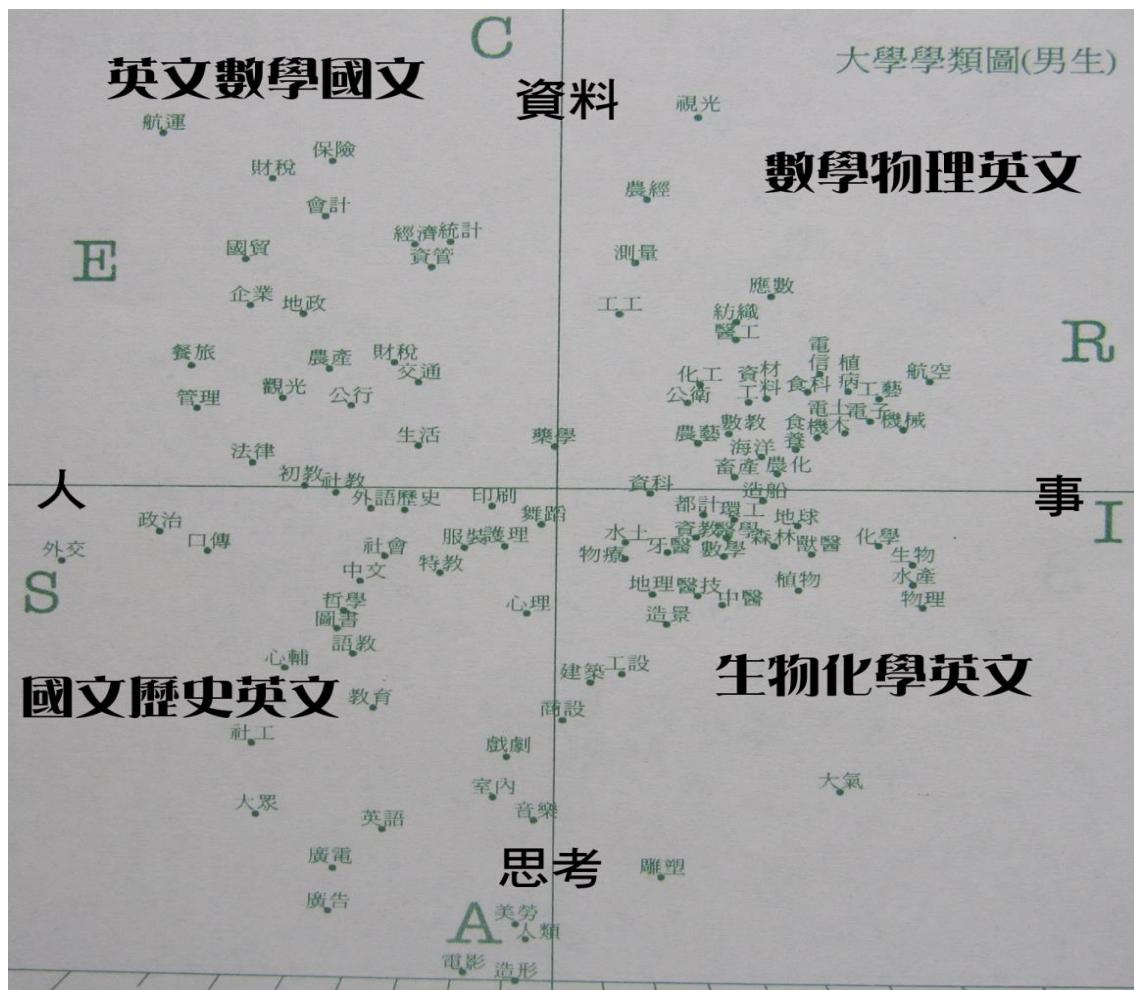 C
大學學類圖(男生)
英文數學國文
資料
視光
航運
保險
財稅
數學物理英文
農經
會計
經濟
統計
國貿
資管
測量
E
企業
地政
工工
應數
紡織
醫工
R
餐旅
農產
財稅
交通
電信
植病
航空
化工
資工
材料
食科
工藝
管理
觀光
公行
公衛
電機
土木
電子
機械
生活
藥學
農藝
數教
食養
海洋
法律
畜產
農化
初教
社教
資科
人
事
外語
歷史
印刷
造船
舞蹈
都計
環工
地球
I
政治
口傳
水土
資教
醫學
森林
獸醫
化學
外交
社會
服裝
護理
物療
牙醫
數學
生物
中文
特教
水產
S
地理
醫技
中醫
植物
物理
哲學
心理
圖書
造景
語教
心輔
建築
工設
國文歷史英文
生物化學英文
教育
商設
社工
戲劇
室內
大氣
大眾
音樂
英語
廣電
思考
雕塑
廣告
A
美勞
人類
電影
造形